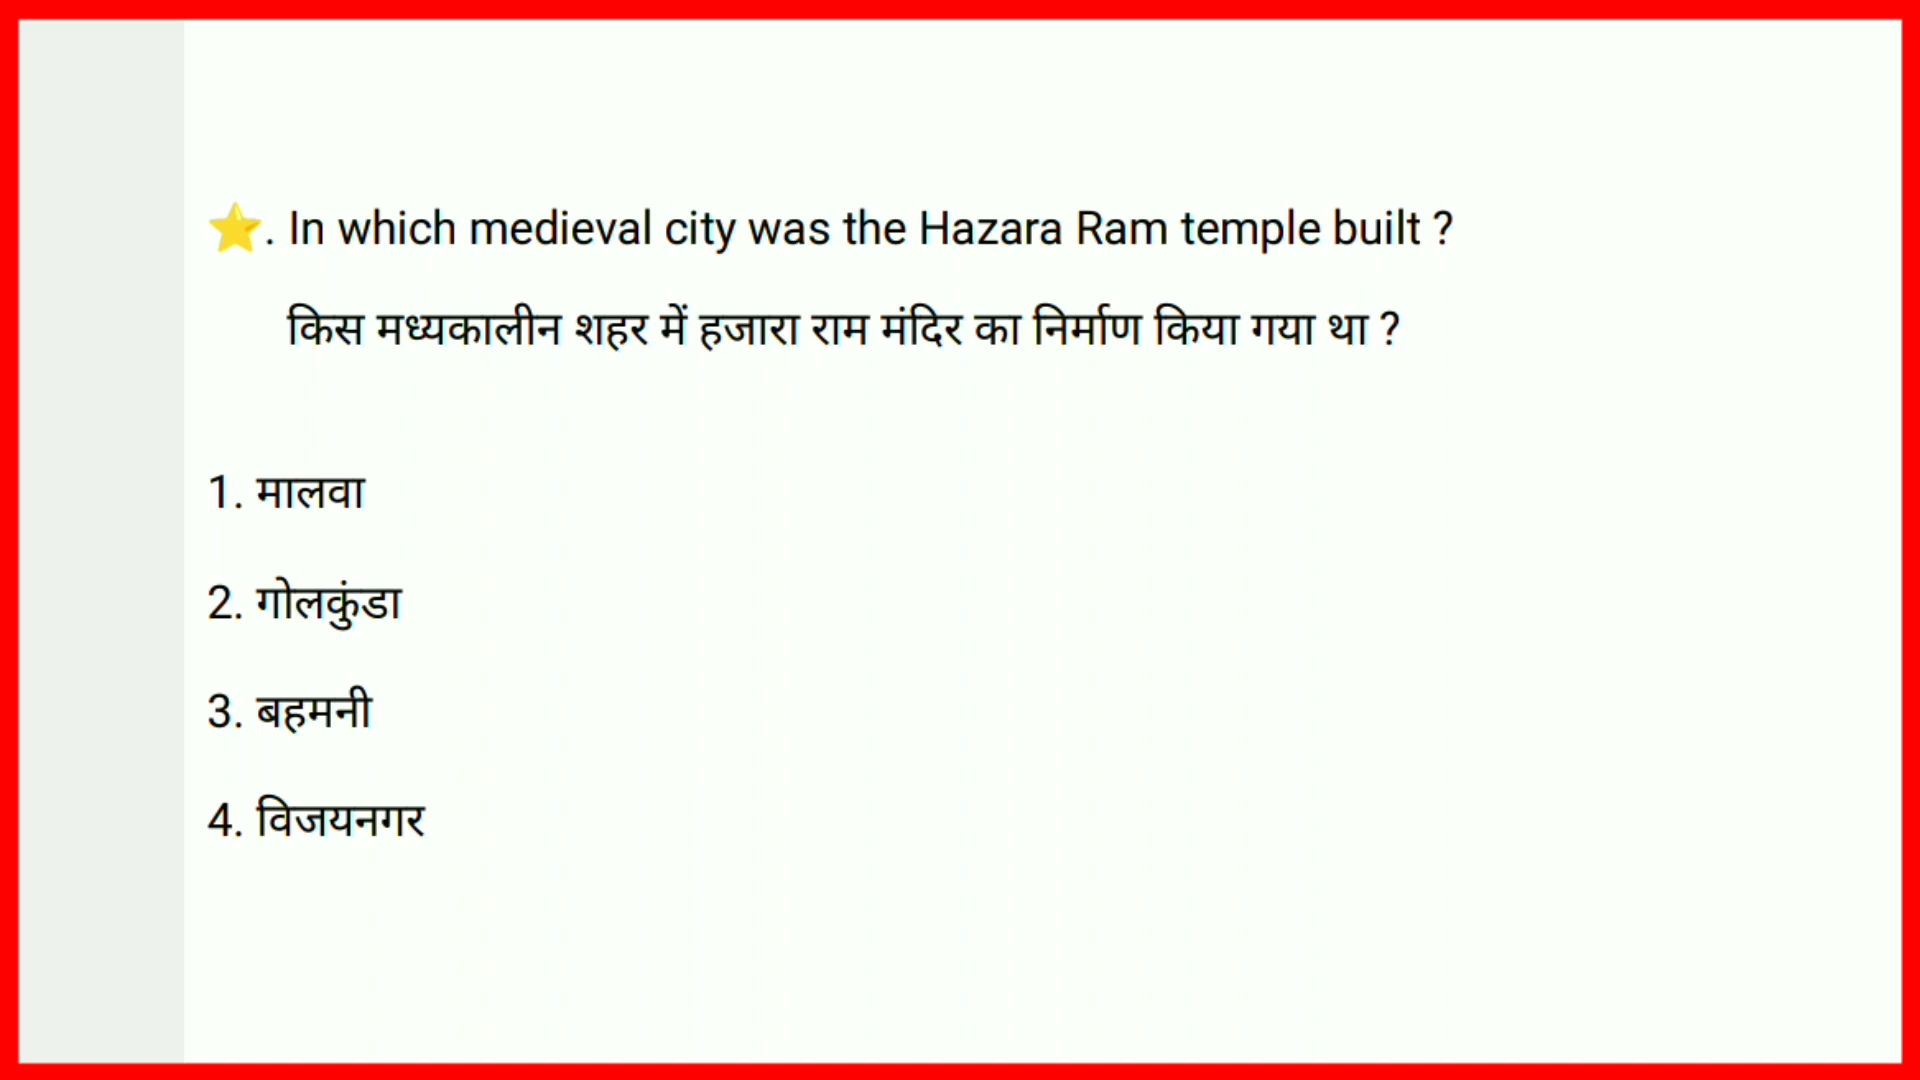 ⭐. In which medieval city was the Hazara Ram temple built ?
किस मध्यकालीन शहर में हजारा राम मंदिर का निर्माण किया गया था ?
1. मालवा
2. गोलकुंडा
3. बहमनी
4. विजयनगर